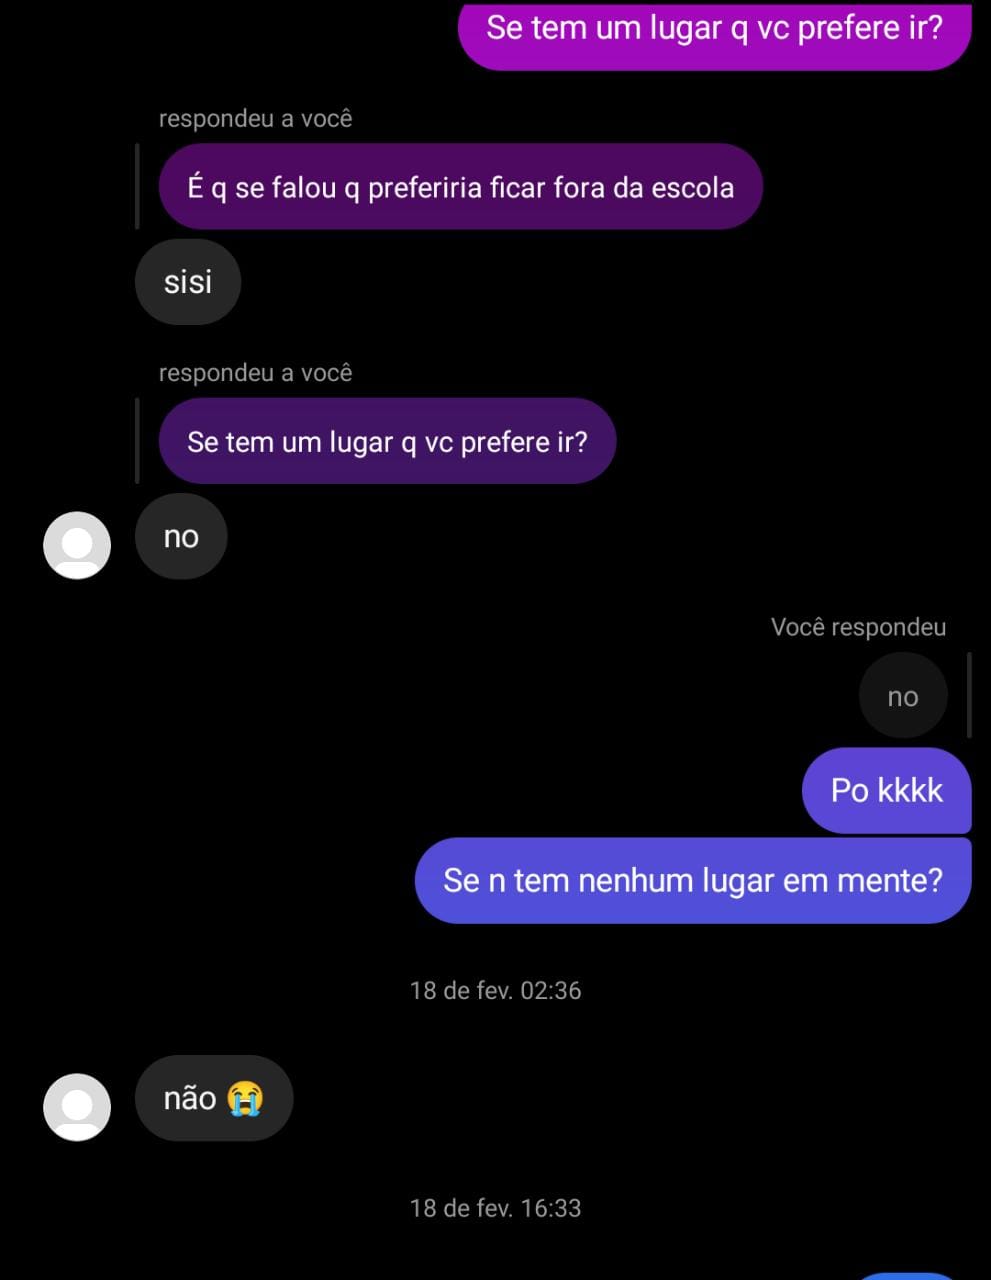 Se tem um lugar q vc prefere ir?
respondeu a você
É q se falou q preferiria ficar fora da escola
sisi
respondeu a você
Se tem um lugar q vc prefere ir?
no
Você respondeu
no
Po kkkk
Se n tem nenhum lugar em mente?
18 de fev. 02:36
não 😭
18 de fev. 16:33